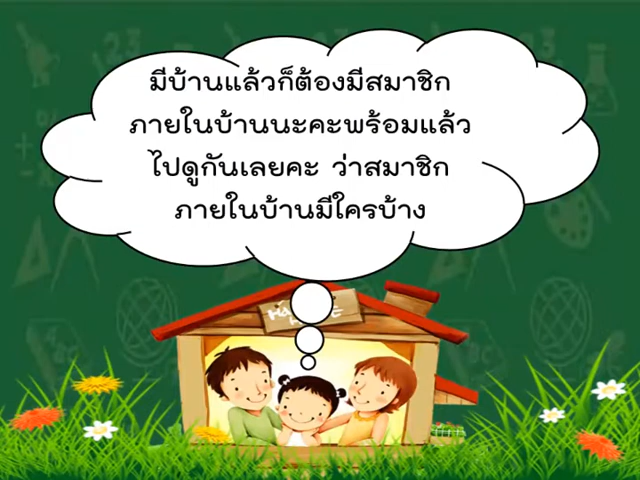 มีบ้านแล้วก็ต้องมีสมาชิก
ภายในบ้านนะคะพร้อมแล้ว
ไปดูกันเลยคะ ว่าสมาชิก
ภายในบ้านมีใครบ้าง